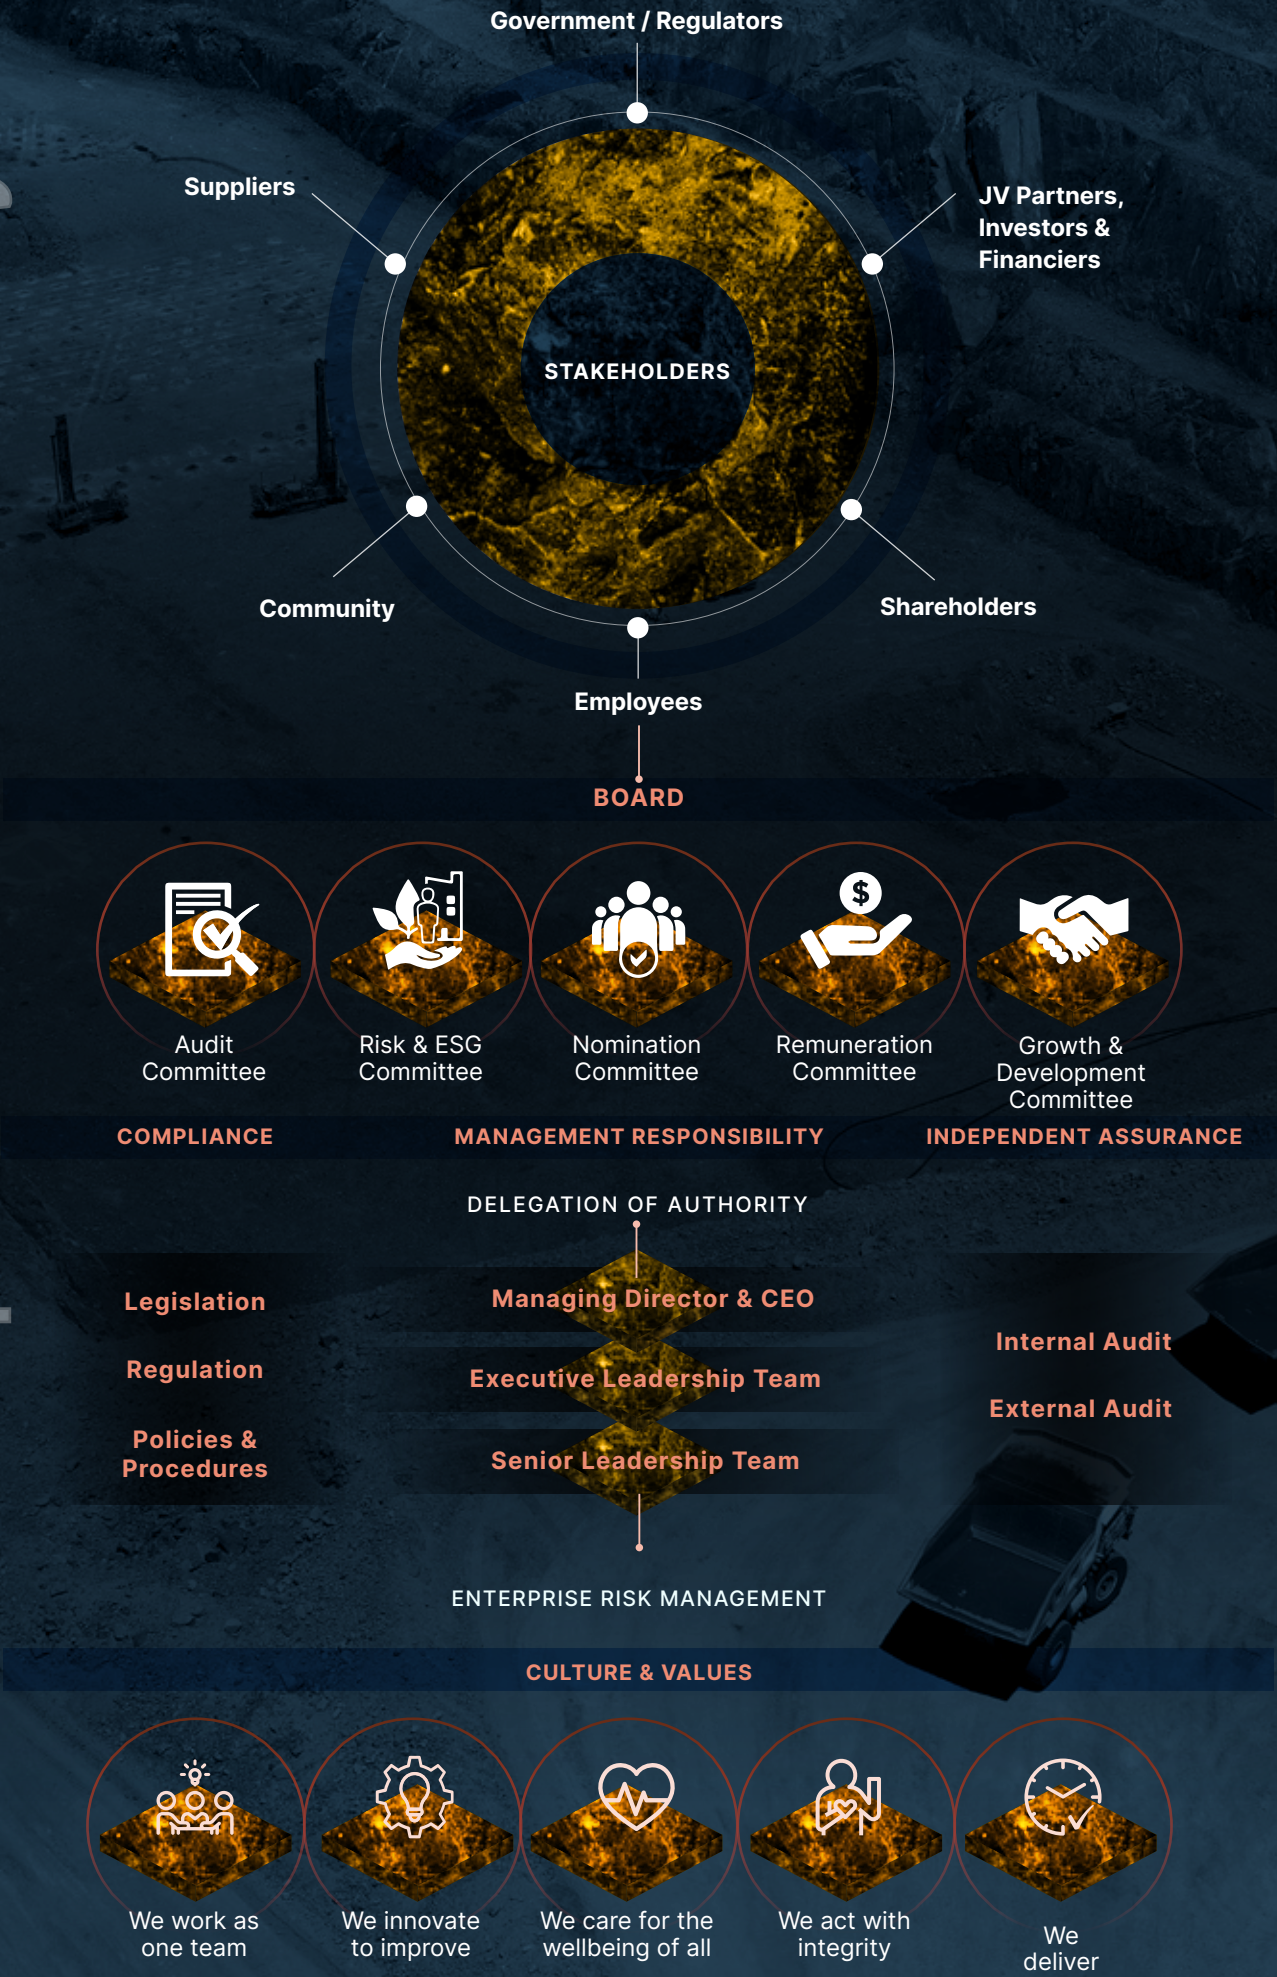 Government / Regulators
Suppliers
JV Partners,
Investors &
Financiers
STAKEHOLDERS
Community
Shareholders
Employees
BOARD
Audit
Committee
Risk & ESG
Committee
Nomination
Committee
Remuneration
Committee
Growth &
Development
Committee
COMPLIANCE
MANAGEMENT RESPONSIBILITY
INDEPENDENT ASSURANCE
DELEGATION OF AUTHORITY
Legislation
Regulation
Policies &
Procedures
Managing Director & CEO
Executive Leadership Team
Senior Leadership Team
Internal Audit
External Audit
ENTERPRISE RISK MANAGEMENT
CULTURE & VALUES
We work as
one team
We innovate
to improve
We care for the
wellbeing of all
We act with
integrity
We
deliver